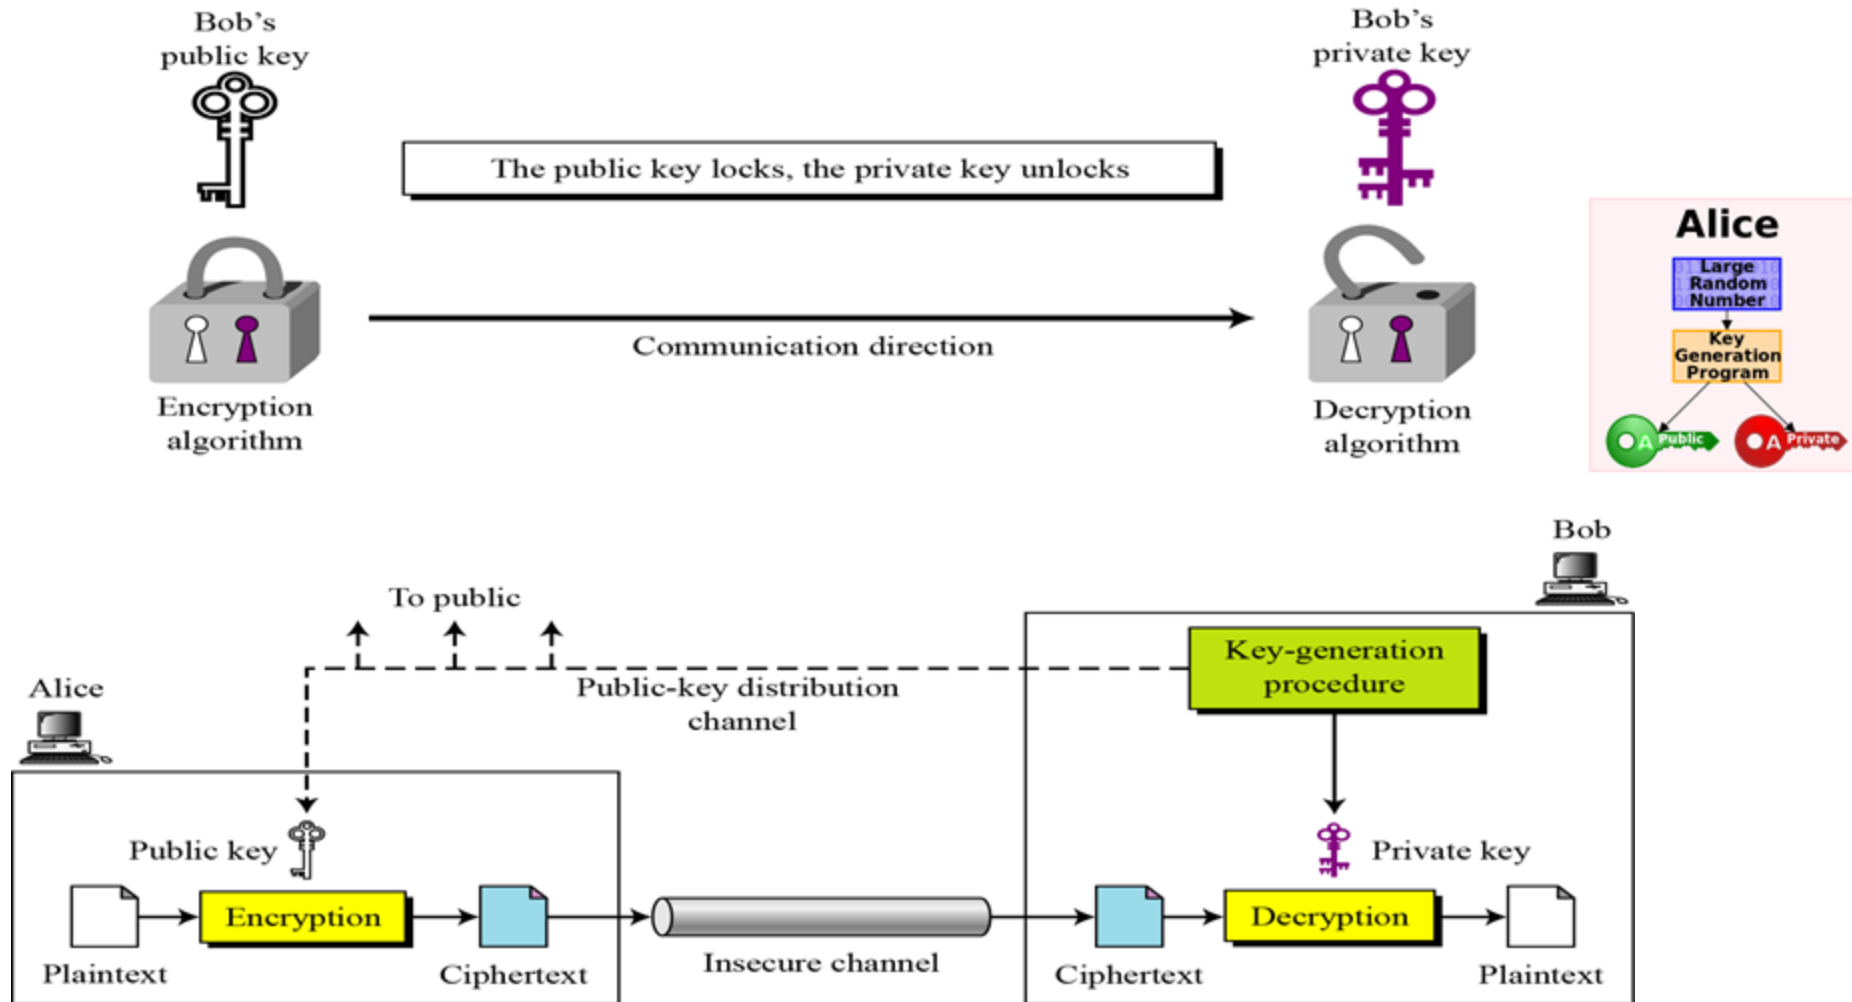 Bob's
public key
Bob's
private key
The public key locks, the private key unlocks
Communication direction
Encryption
algorithm
Decryption
algorithm
Alice
Large
Random
Number
Key
Generation
Program
A Public
A Private
Bob
To public
Key-generation
procedure
Public-key distribution
channel
Alice
Public key
Private key
Encryption
Decryption
Plaintext
Ciphertext
Insecure channel
Ciphertext
Plaintext